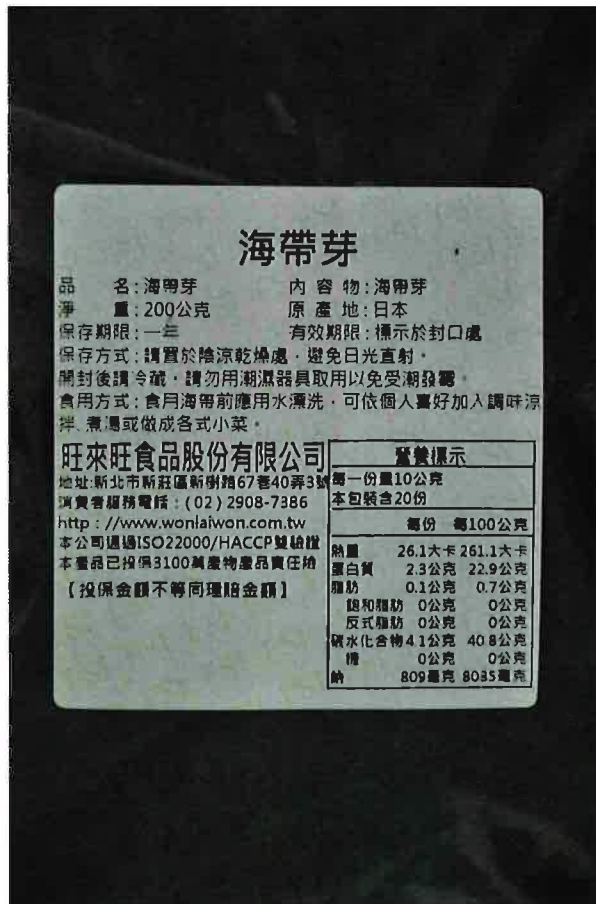 海帶芽
品 名:海帶芽 內 容 物:海帶芽
淨 重:200公克 原 產 地:日本
保存期限:一年 有效期限:標示於封口處
保存方式:請置於陰涼乾燥處,避免日光直射。
開封後請冷藏,請勿用潮濕器具取用以免受潮發霉。
食用方式:食用海帶前應用水漂洗,可依個人喜好加入調味涼
拌.煮湯或做成各式小菜。
旺來旺食品股份有限公司
地址:新北市新莊區新樹路67巷40弄3號
消費者服務電話:(02)2908-7386
http://www.wonlaiwon.com.tw
本公司通過ISO22000/HACCP雙驗證
本產品已投保3100萬產物產品責任險
【投保金額不等同理賠金額】
營養標示
每一份量10公克
本包裝含20份
每份 每100公克
熱量 26.1大卡 261.1大卡
蛋白質 2.3公克 22.9公克
脂肪 0.1公克 0.7公克
飽和脂肪 0公克 0公克
反式脂肪 0公克 0公克
碳水化合物 4.1公克 40.8公克
糖 0公克 0公克
鈉 809毫克 8035毫克